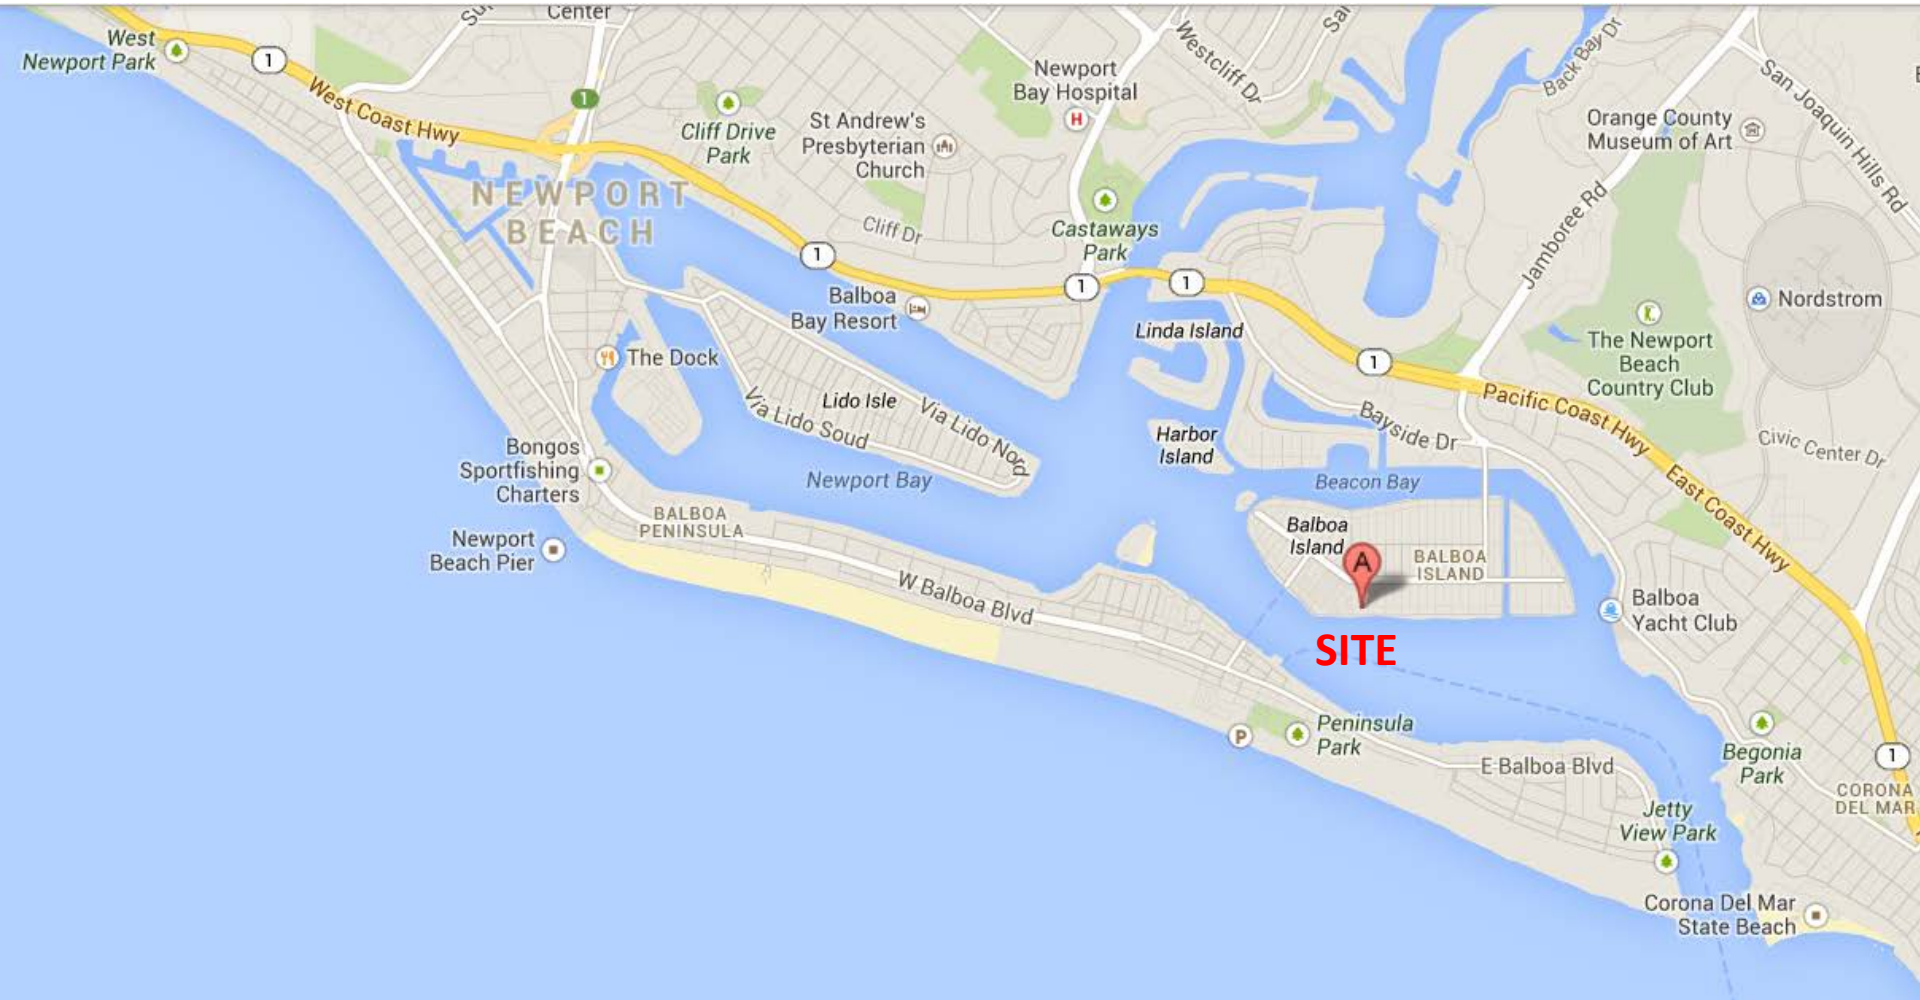 West
Newport Park
1
West Coast Hwy
Center
1
NEWPORT
BEACH
Cliff Drive
Park
St Andrew's
Presbyterian
Church
Cliff Dr
1
Newport
Bay Hospital
H
Westcliff Dr
Castaways
Park
1
1
Balboa
Bay Resort
Back Bay Dr
Orange County
Museum of Art
San Joaquin Hills Rd
Jamboree Rd
Nordstrom
The Newport
Beach
Country Club
Linda Island
1
Pacific Coast Hwy
Bayside Dr
Civic Center Dr
East Coast Hwy
The Dock
Lido Isle
Via Lido Nord
Via Lido Soud
Harbor
Island
Newport Bay
Beacon Bay
Bongos
Sportfishing
Charters
BALBOA
PENINSULA
Newport
Beach Pier
W Balboa Blvd
Balboa
Island
A
BALBOA
ISLAND
SITE
Balboa
Yacht Club
P
Peninsula
Park
E Balboa Blvd
Begonia
Park
1
CORONA
DEL MAR
Jetty
View Park
Corona Del Mar
State Beach